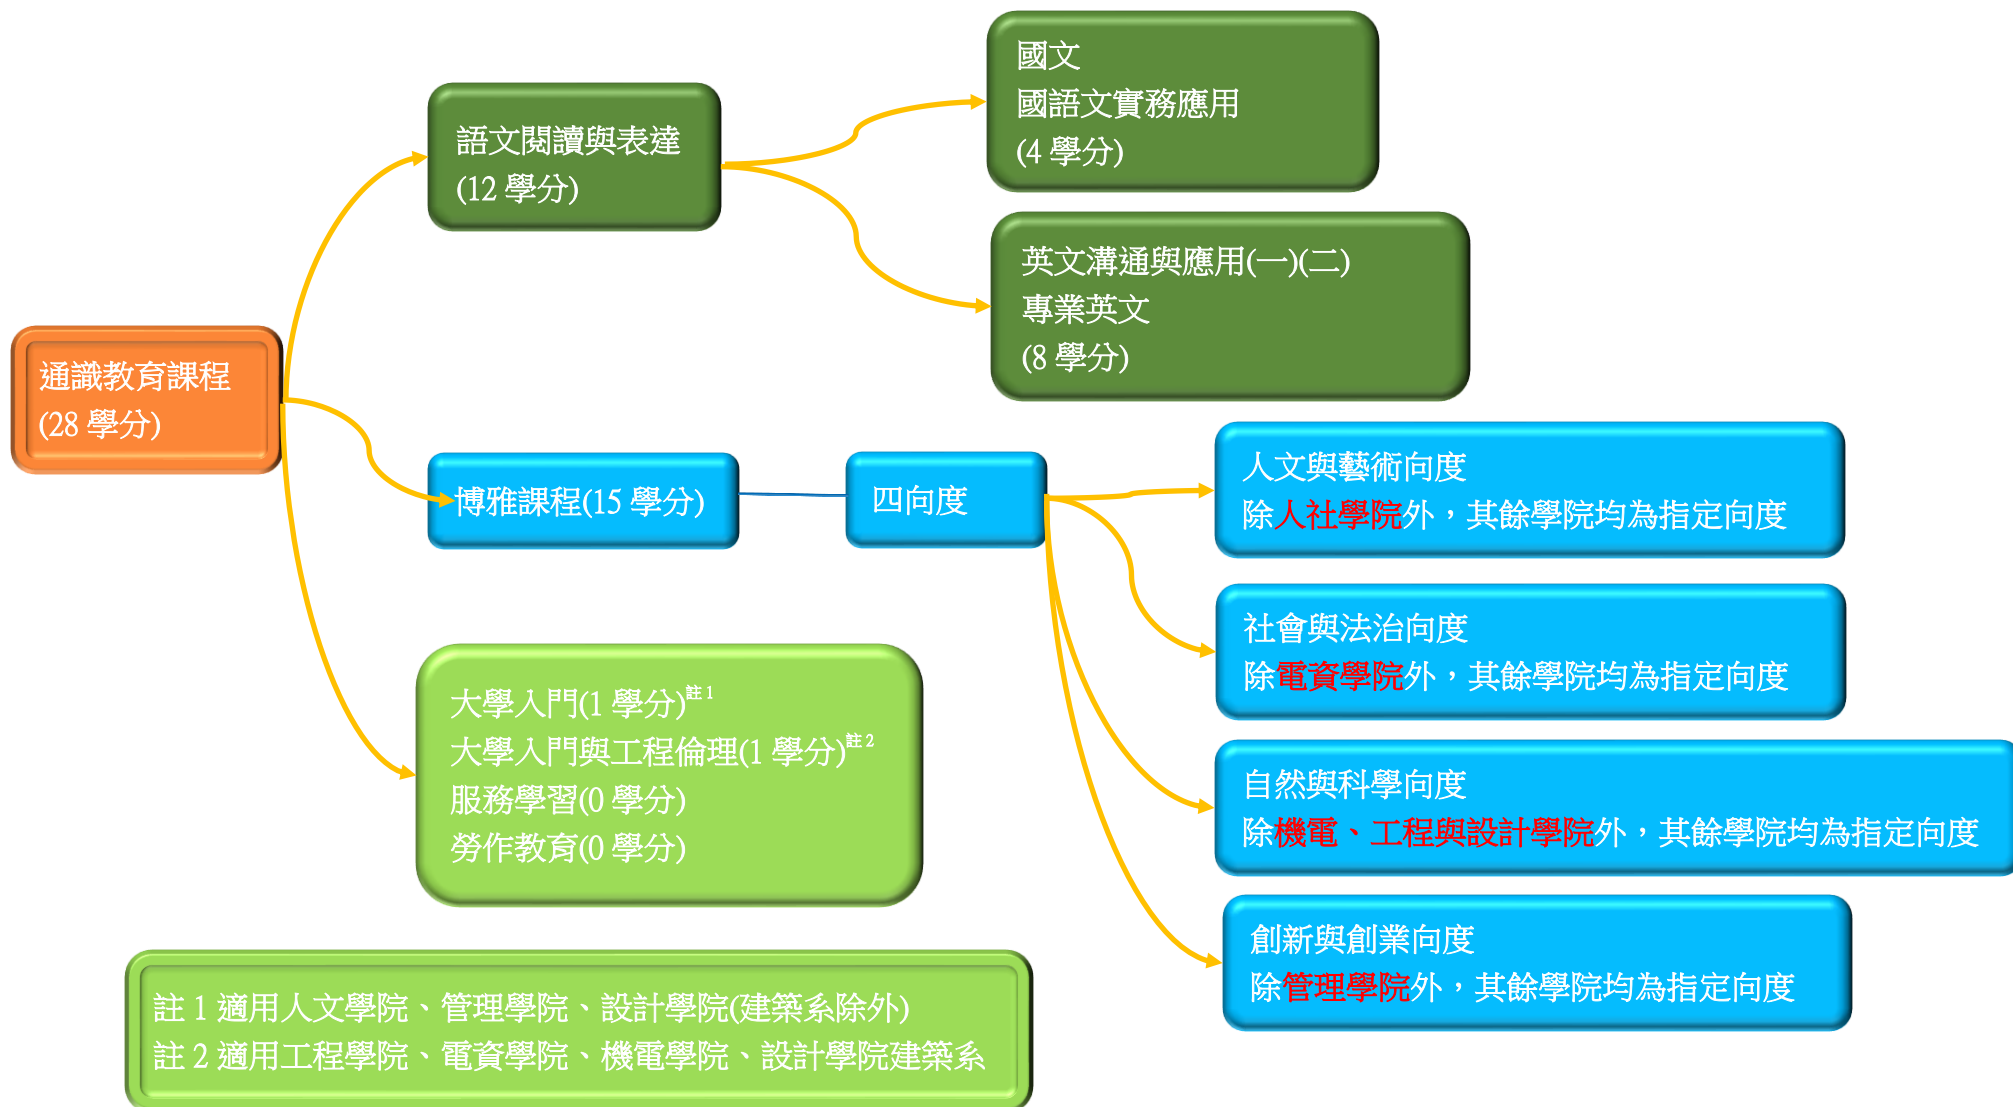 國文
國語文實務應用
(4 學分)
語文閱讀與表達
(12 學分)
英文溝通與應用(一)(二)
專業英文
(8 學分)
通識教育課程
(28 學分)
博雅課程(15 學分)
四向度
人文與藝術向度
除人社學院外，其餘學院均為指定向度
社會與法治向度
除電資學院外，其餘學院均為指定向度
自然與科學向度
除機電、工程與設計學院外，其餘學院均為指定向度
創新與創業向度
除管理學院外，其餘學院均為指定向度
大學入門(1 學分)註 1
大學入門與工程倫理(1 學分)註 2
服務學習(0 學分)
勞作教育(0 學分)
註 1 適用人文學院、管理學院、設計學院(建築系除外)
註 2 適用工程學院、電資學院、機電學院、設計學院建築系